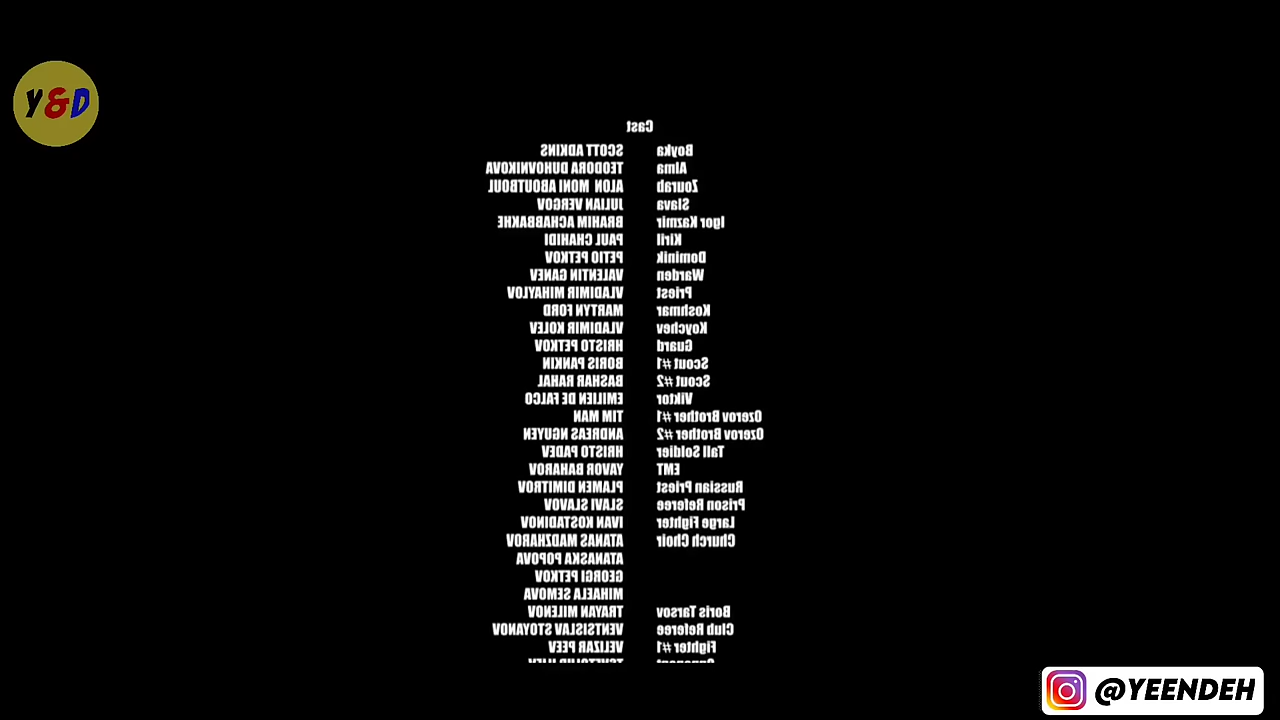 Y&D
Cast
Boyka SCOTT ADKINS
Alma TEODORA DUHOVNIKOVA
Zourab ALON MONI ABOUTBOUL
Slava JULIAN VERGOV
Igor Kazmir BRAHIM ACHABBAKHE
Kiril PAUL CHAHIDI
Dominik PETIO PETKOV
Warden VALENTIN GANEV
Priest VLADIMIR MIHAYLOV
Koshmar MARTYN FORD
Koychev VLADIMIR KOLEV
Guard HRISTO PETKOV
Scout #1 BORIS PANKIN
Scout #2 BASHAR RAHAL
Viktor EMILIEN DE FALCO
Ozerov Brother #1 TIM MAN
Ozerov Brother #2 ANDREAS NGUYEN
Tall Soldier HRISTO PADEV
EMT YAVOR BAHAROV
Russian Priest PLAMEN DIMITROV
Prison Referee SLAVI SLAVOV
Large Fighter IVAN KOSTADINOV
Church Choir ATANAS MADZHAROV
ATANASKA POPOVA
GEORGI PETKOV
MIHAELA SEMOVA
Boris Tarsov TRAYAN MILENOV
Club Referee VENTSISLAV STOYANOV
Fighter #1 VELIZAR PEEV
@YEENDEH